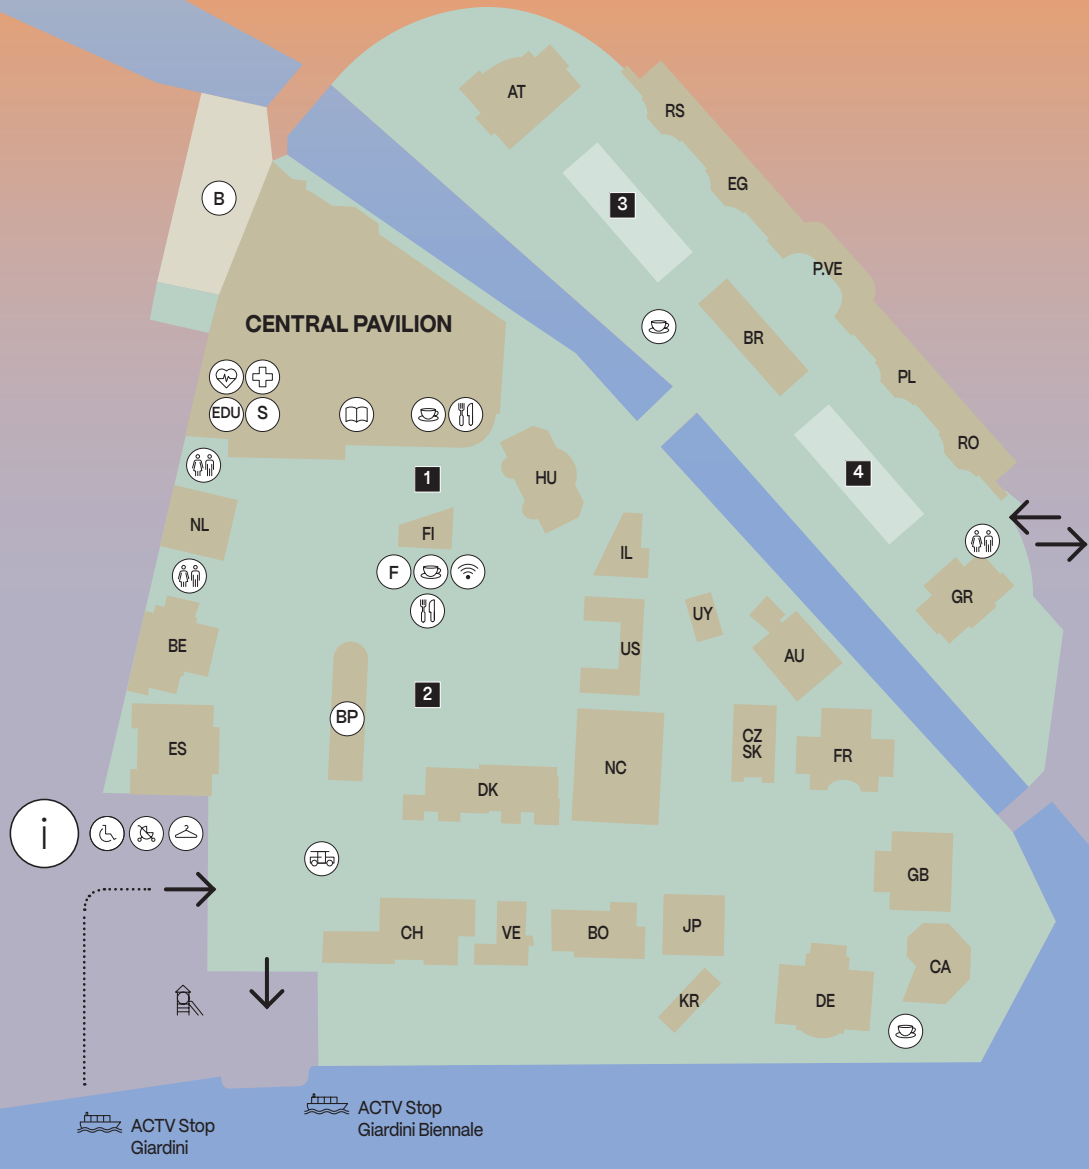 AT
RS
EG
B
3
P.VE
CENTRAL PAVILION
BR
PL
EDU
S
RO
1
HU
4
NL
FI
IL
F
GR
UY
BE
US
AU
2
BP
ES
CZ
SK
FR
NC
DK
i
GB
CH
VE
BO
JP
CA
KR
DE
ACTV Stop
Giardini Biennale
ACTV Stop
Giardini